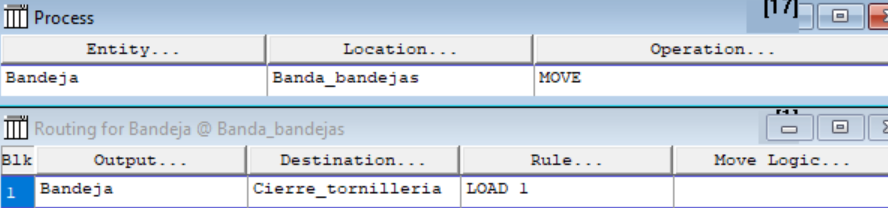 Process
[17]
Entity... Location... Operation...
Bandeja Banda_bandejas MOVE
Routing for Bandeja @ Banda_bandejas
Blk Output... Destination... Rule... Move Logic...
1 Bandeja Cierre_tornilleria LOAD 1